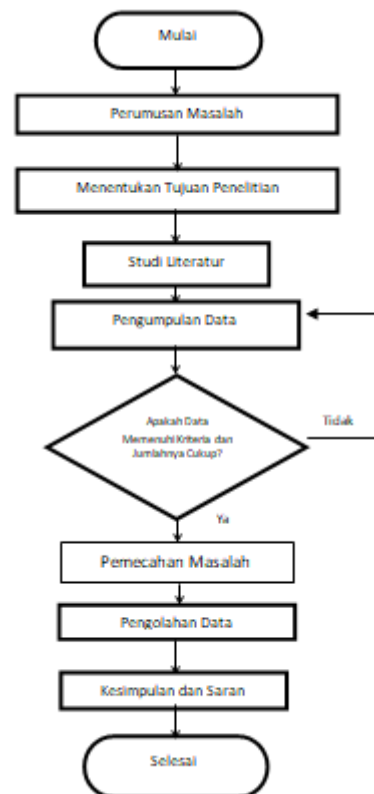 Mulai
Perumusan Masalah
Menentukan Tujuan Penelitian
Studi Literatur
Pengumpulan Data
Apakah Data
Memenuhi Kriteria dan
Jumlahnya Cukup?
Tidak
Ya
Pemecahan Masalah
Pengolahan Data
Kesimpulan dan Saran
Selesai